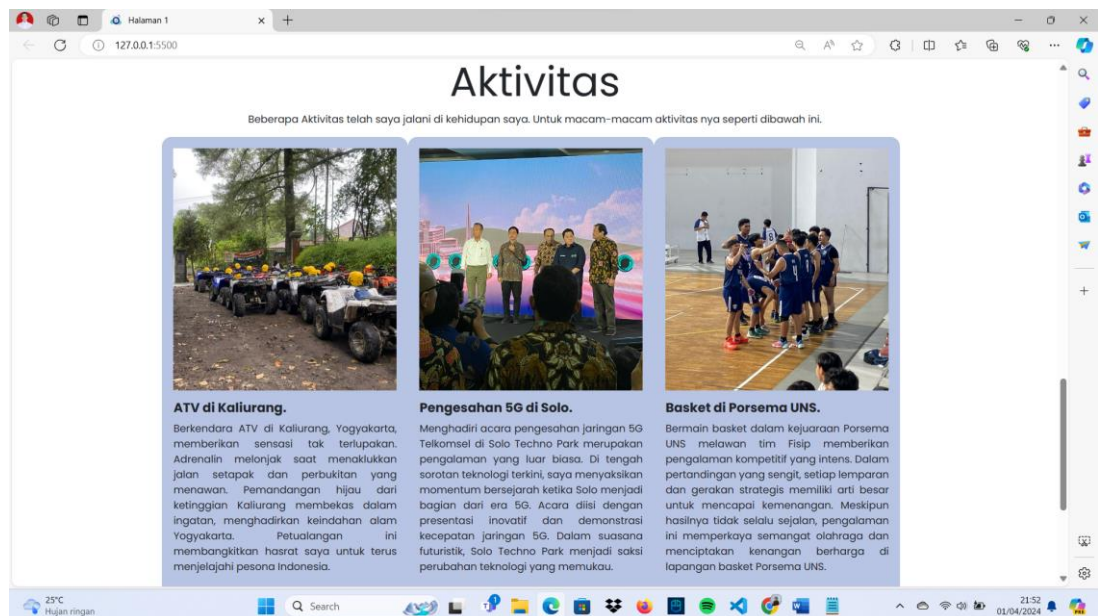 Halaman 1
127.0.0.1:5500
Aktivitas
Beberapa Aktivitas telah saya jalani di kehidupan saya. Untuk macam-macam aktivitas nya seperti dibawah ini.
ATV di Kaliurang.
Berkendara ATV di Kaliurang, Yogyakarta,
memberikan sensasi tak terlupakan.
Adrenalin melonjak saat menaklukkan
jalan setapak dan perbukitan yang
menawan. Pemandangan hijau dari
ketinggian Kaliurang membekas dalam
ingatan, menghadirkan keindahan alam
Yogyakarta. Petualangan ini
membangkitkan hasrat saya untuk terus
menjelajahi pesona Indonesia.
Pengesahan 5G di Solo.
Menghadiri acara pengesahan jaringan 5G
Telkomsel di Solo Techno Park merupakan
pengalaman yang luar biasa. Di tengah
sorotan teknologi terkini, saya menyaksikan
momentum bersejarah ketika Solo menjadi
bagian dari era 5G. Acara diisi dengan
presentasi inovatif dan demonstrasi
kecepatan jaringan 5G. Dalam suasana
futuristik, Solo Techno Park menjadi saksi
perubahan teknologi yang memukau.
Basket di Porsema UNS.
Bermain basket dalam kejuaraan Porsema
UNS melawan tim Fisip memberikan
pengalaman kompetitif yang intens. Dalam
pertandingan yang sengit, setiap lemparan
dan gerakan strategis memiliki arti besar
untuk mencapai kemenangan. Meskipun
hasilnya tidak selalu sejalan, pengalaman
ini memperkaya semangat olahraga dan
menciptakan kenangan berharga di
lapangan basket Porsema UNS.
25°C
Hujan ringan
Search
21:52
01/04/2024